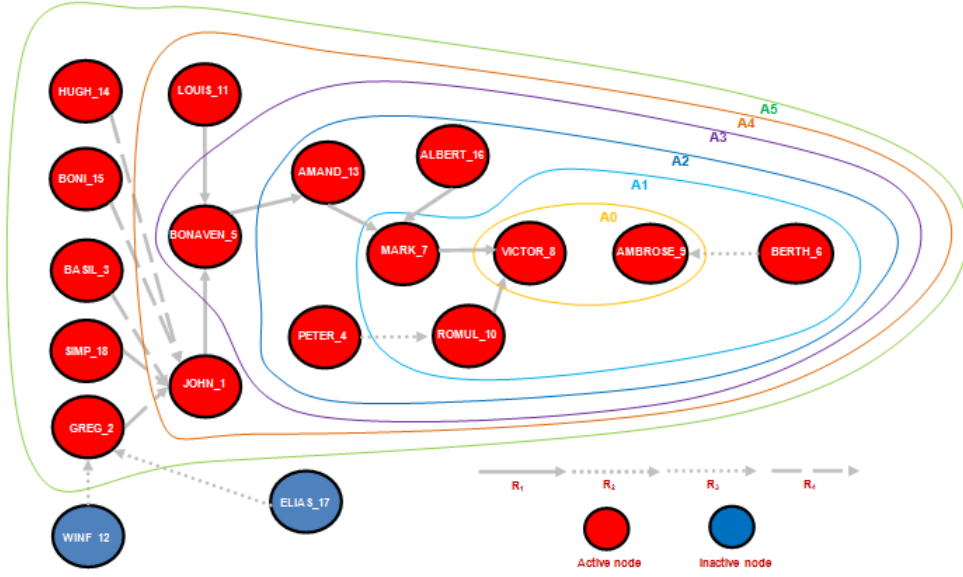 HUGH_14
LOUIS_11
A5
A4
A3
ALBERT_16
A2
AMAND_13
BONI_15
A1
A0
BONAVEN_5
MARK_7
VICTOR_8
AMBROSE_9
BERTH_6
BASIL_3
PETER_4
ROMUL_10
SIMP_18
JOHN_1
GREG_2
R1
R2
R3
R4
ELIAS_17
WINF_12
Active node
Inactive node